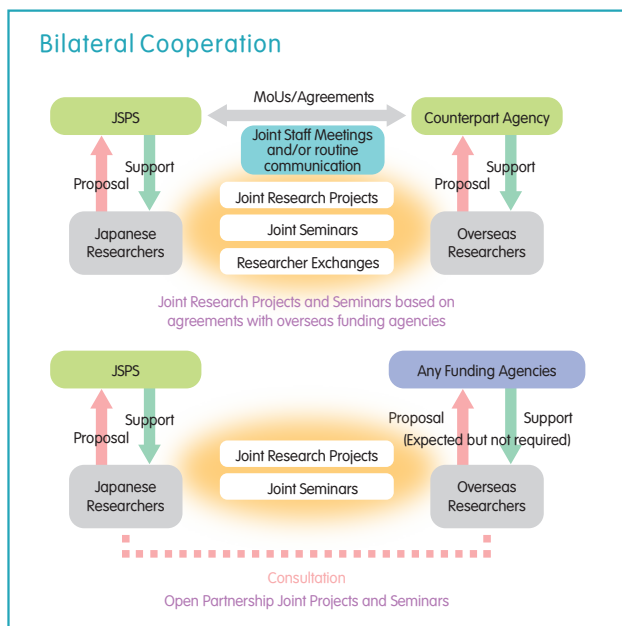 Bilateral Cooperation
MoUs/Agreements
JSPS
Counterpart Agency
Joint Staff Meetings
and/or routine
communication
Support
Proposal
Support
Proposal
Joint Research Projects
Joint Seminars
Researcher Exchanges
Japanese
Researchers
Overseas
Researchers
Joint Research Projects and Seminars based on
agreements with overseas funding agencies
JSPS
Any Funding Agencies
Support
Proposal
Proposal
Support
(Expected but not required)
Joint Research Projects
Joint Seminars
Japanese
Researchers
Overseas
Researchers
Consultation
Open Partnership Joint Projects and Seminars